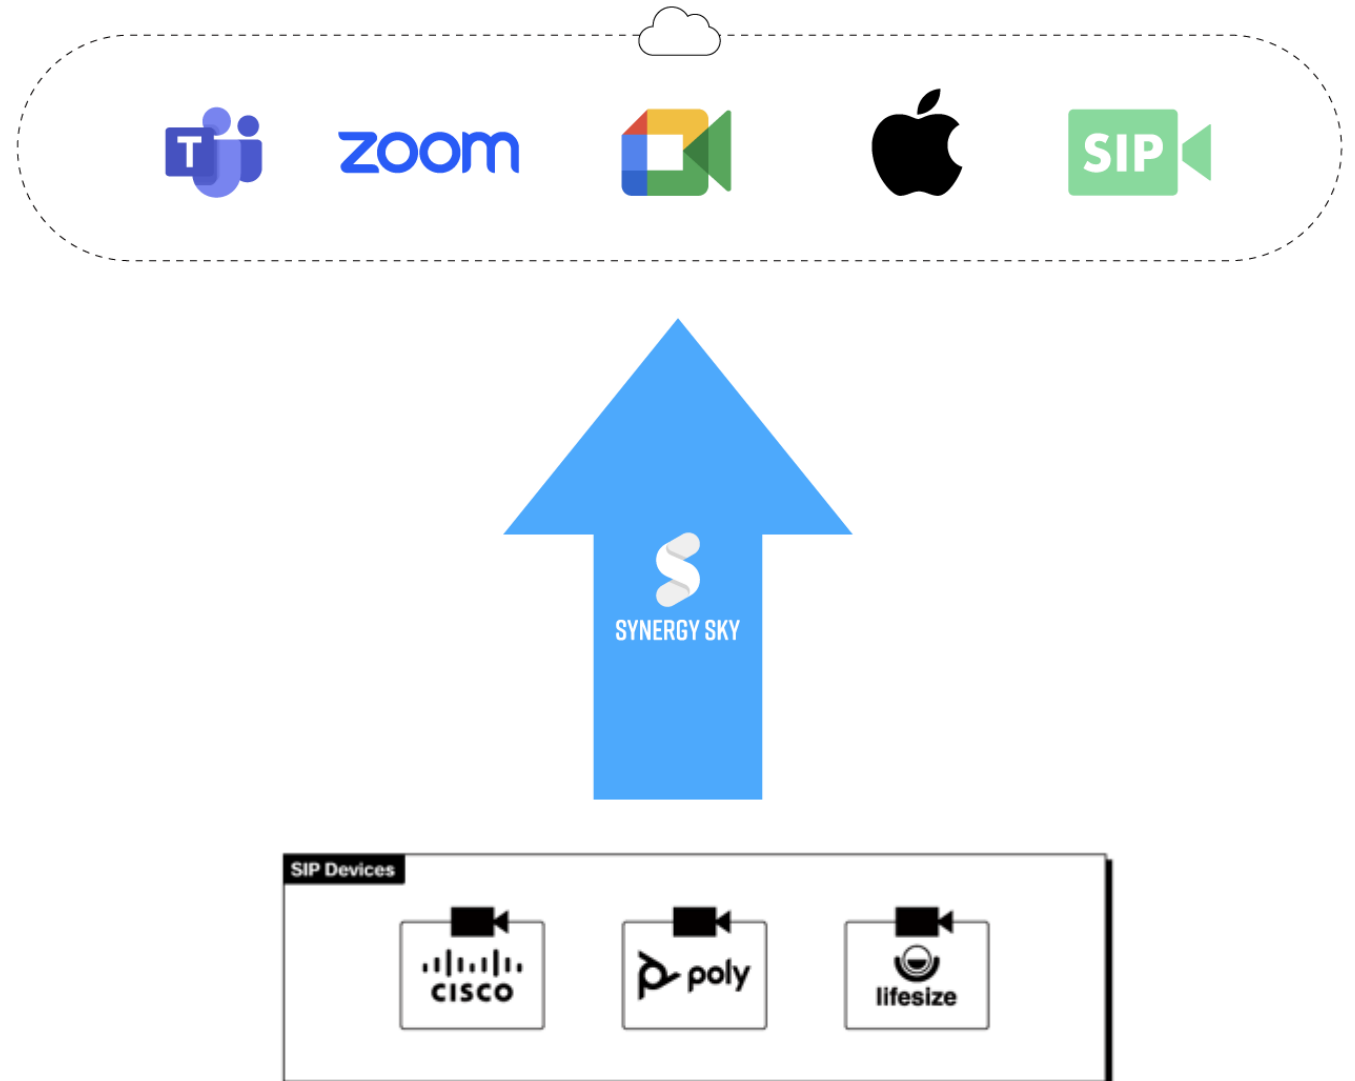 T
zoom
SIP
SYNERGY SKY
SIP Devices
CISCO
poly
lifesize